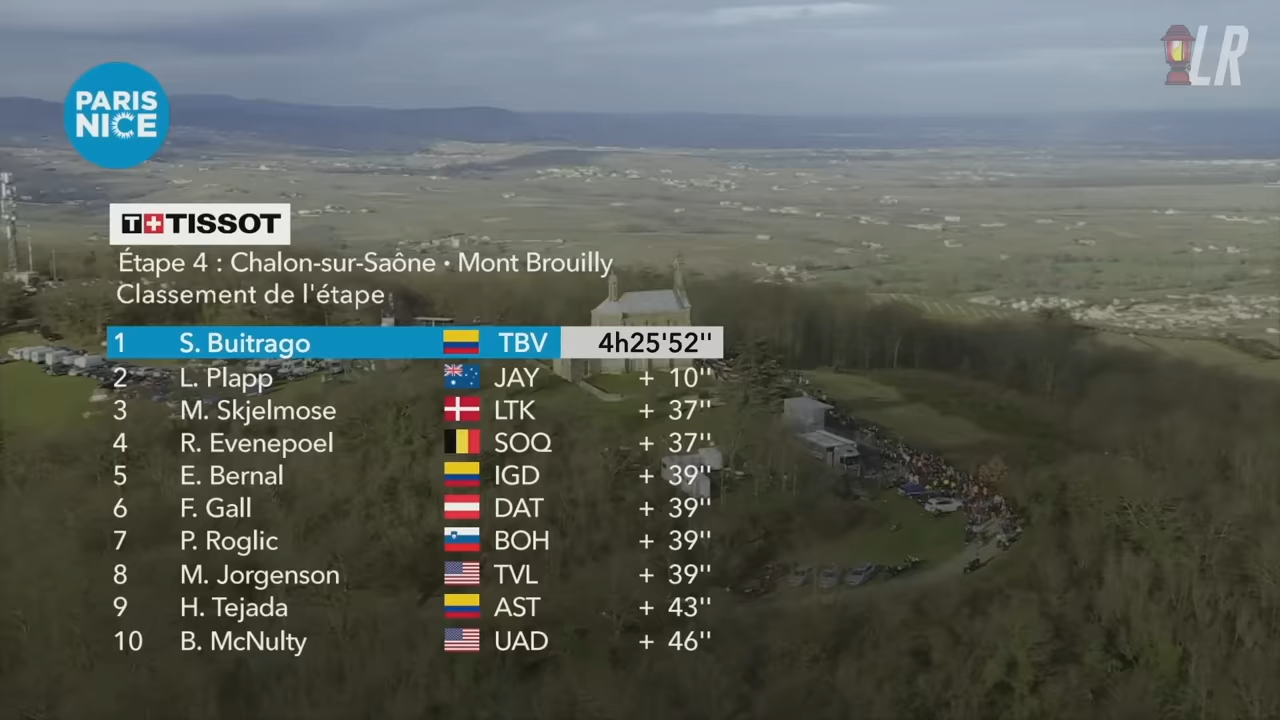 LR
PARIS
NICE
T+TISSOT
Étape 4 : Chalon-sur-Saône • Mont Brouilly
Classement de l'étape
1 S. Buitrago TBV 4h25'52''
2 L. Plapp JAY + 10''
3 M. Skjelmose LTK + 37''
4 R. Evenepoel SOQ + 37''
5 E. Bernal IGD + 39''
6 F. Gall DAT + 39''
7 P. Roglic BOH + 39''
8 M. Jorgenson TVL + 39''
9 H. Tejada AST + 43''
10 B. McNulty UAD + 46''